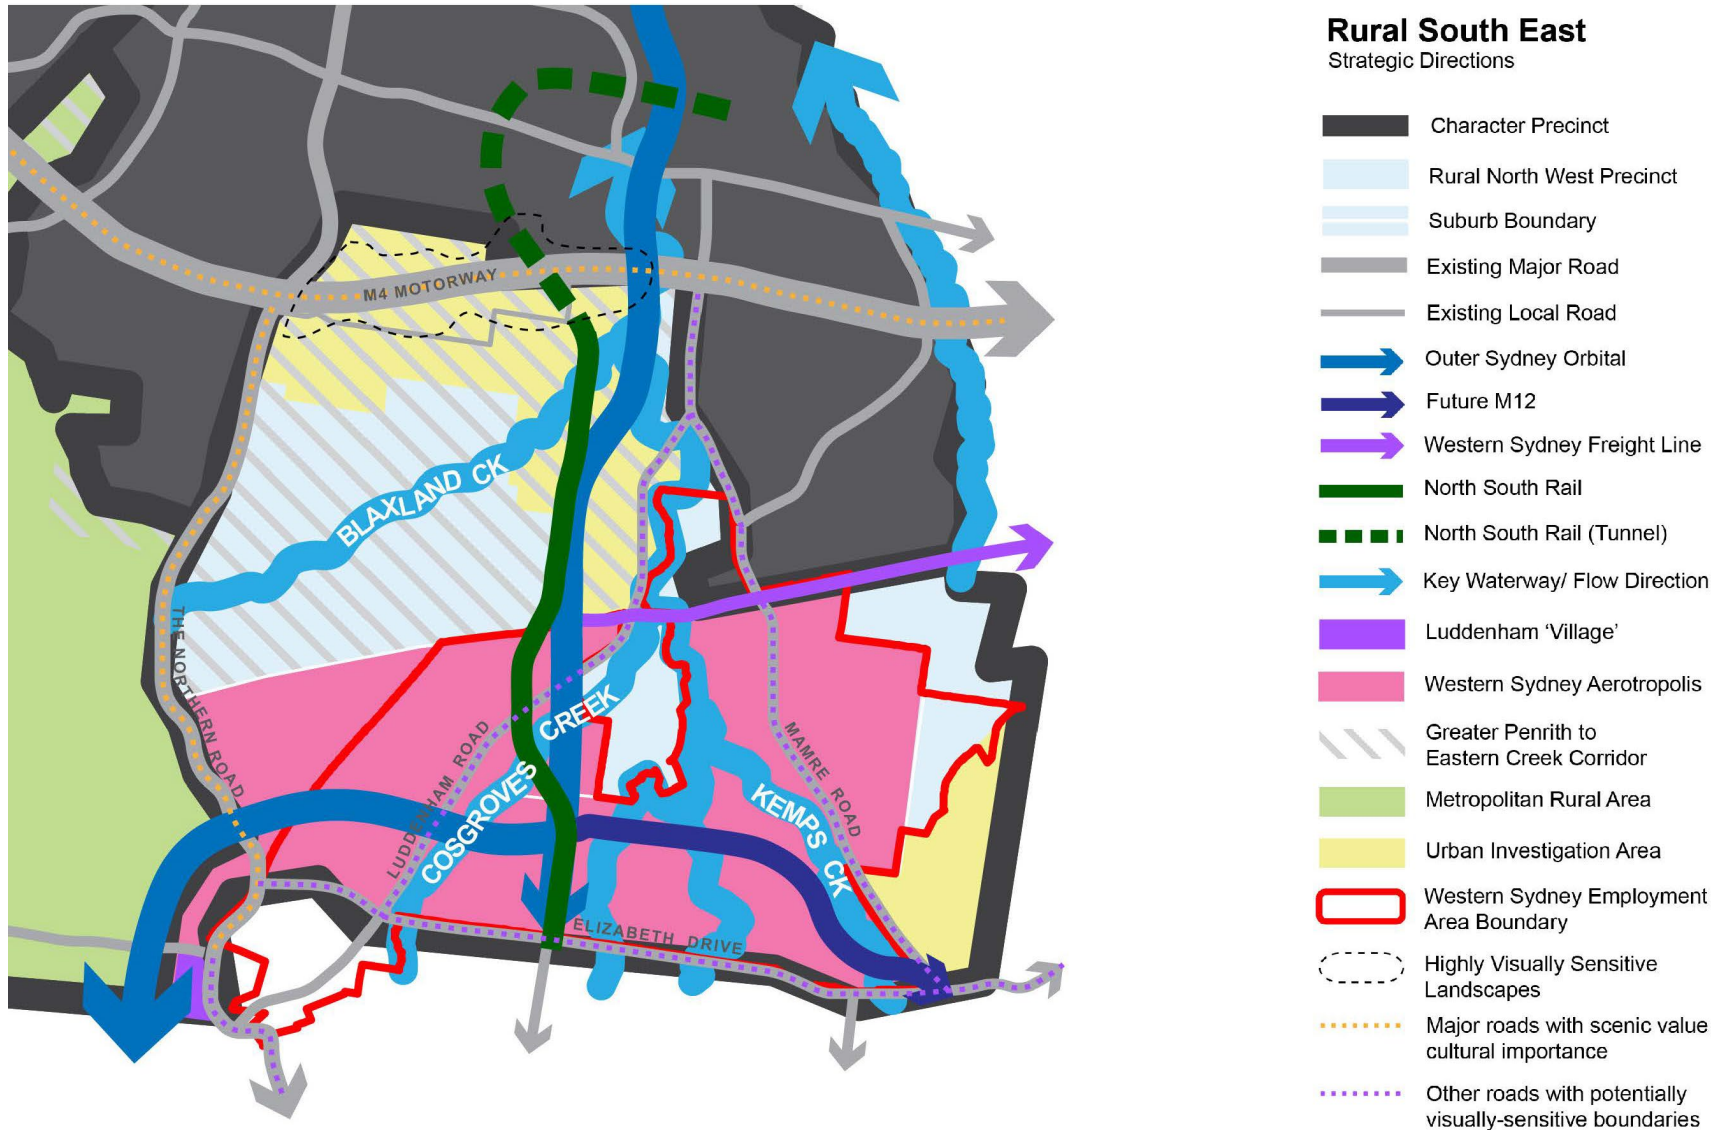 Rural South East
Strategic Directions
Character Precinct
Rural North West Precinct
Suburb Boundary
Existing Major Road
Existing Local Road
Outer Sydney Orbital
Future M12
Western Sydney Freight Line
North South Rail
North South Rail (Tunnel)
Key Waterway/ Flow Direction
Luddenham ‘Village’
Western Sydney Aerotropolis
Greater Penrith to
Eastern Creek Corridor
Metropolitan Rural Area
Urban Investigation Area
Western Sydney Employment
Area Boundary
Highly Visually Sensitive
Landscapes
Major roads with scenic value
cultural importance
Other roads with potentially
visually-sensitive boundaries
M4 MOTORWAY
BLAXLAND CK
THE NORTHERN ROAD
LUDDENHAM ROAD
COSGROVES CREEK
MAMRE ROAD
KEMPS CK
ELIZABETH DRIVE